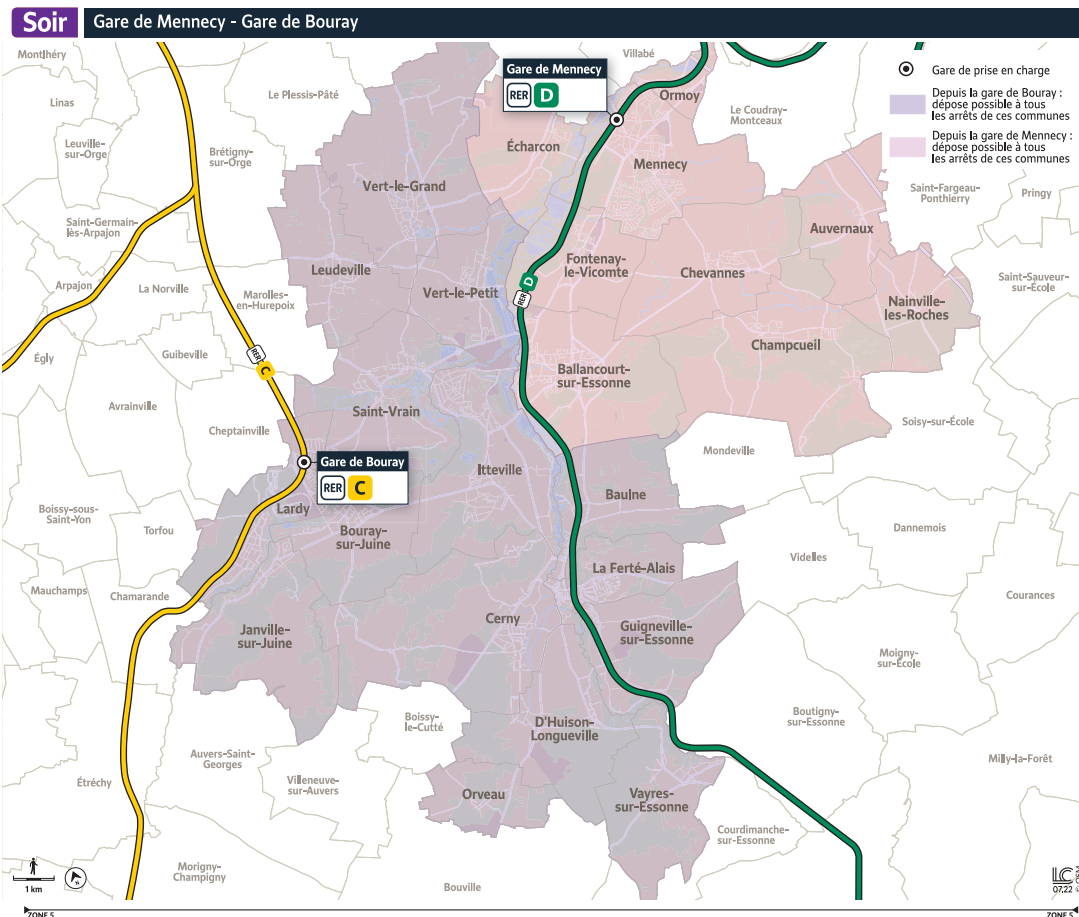 Soir
Gare de Mennecy - Gare de Bouray
Montlhéry
Villabé
Gare de Mennecy
RER D
Gare de prise en charge
Depuis la gare de Bouray :
dépose possible à tous
les arrêts de ces communes
Depuis la gare de Mennecy :
dépose possible à tous
les arrêts de ces communes
Linas
Le Plessis-Pâté
Ormoy
Le Coudray-
Montceaux
Leuville-
sur-Orge
Brétigny-
sur-Orge
Écharcon
Mennecy
Vert-le-Grand
Saint-Fargeau-
Ponthierry
Pringy
Saint-Germain-
lès-Arpajon
Auvernaux
Leudeville
Fontenay-
le-Vicomte
Chevannes
Arpajon
La Norville
Marolles-
en-Hurepoix
Vert-le-Petit
D
RER
Saint-Sauveur-
sur-École
Nainville-
les-Roches
Égly
Guibeville
RER
C
Champcueil
Ballancourt-
sur-Essonne
Avrainville
Saint-Vrain
Cheptainville
Soisy-sur-École
Mondeville
Gare de Bouray
RER C
Itteville
Baulne
Boissy-sous-
Saint-Yon
Torfou
Lardy
Bouray-
sur-Juine
Dannemois
Videlles
La Ferté-Alais
Mauchamps
Chamarande
Courances
Cerny
Janville-
sur-Juine
Guigneville-
sur-Essonne
Moigny-
sur-École
Boissy-
le-Cutté
D'Huison-
Longueville
Boutigny-
sur-Essonne
Auvers-Saint-
Georges
Milly-la-Forêt
Étréchy
Villeneuve-
sur-Auvers
Orveau
Vayres-
sur-Essonne
Courdimanche-
sur-Essonne
Morigny-
Champigny
Bouville
1 km
N
LC
07.22
ZONE 5
ZONE 5